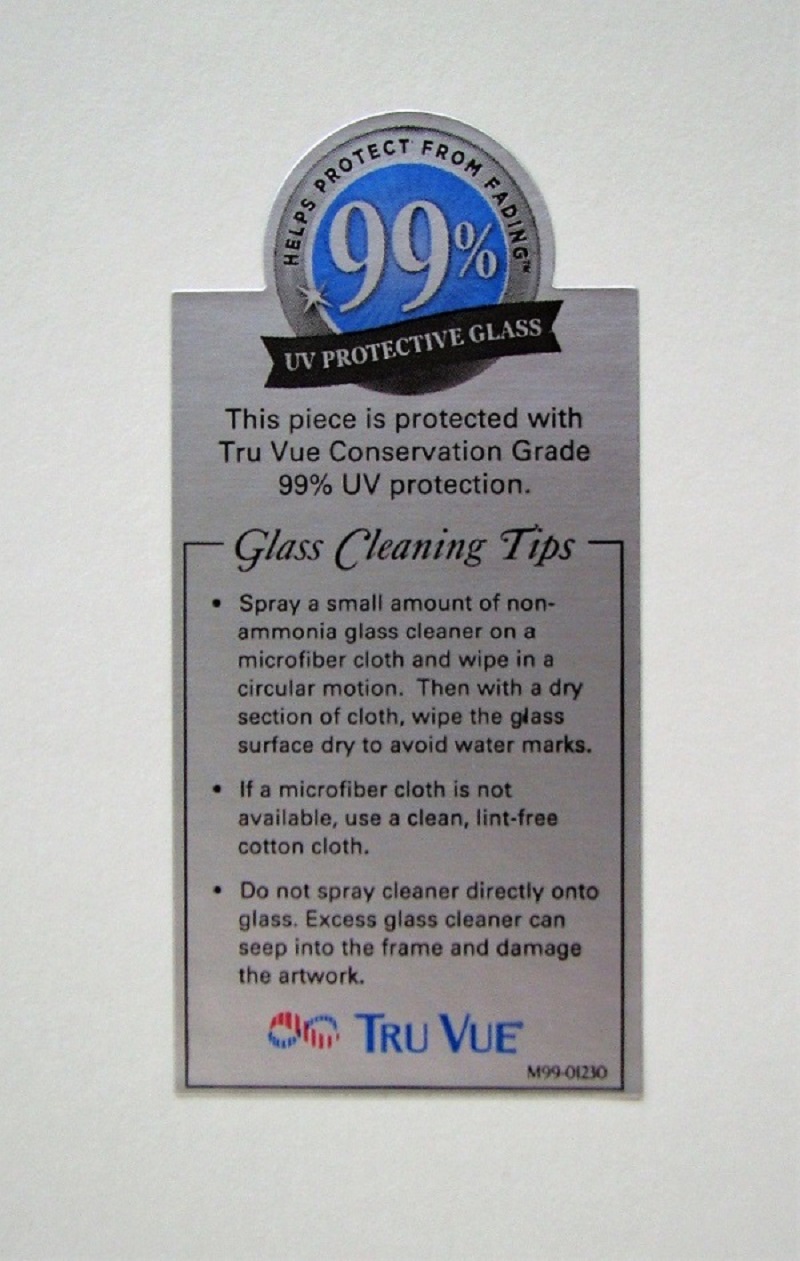 HELPS PROTECT FROM FADING™
99%
UV PROTECTIVE GLASS
This piece is protected with
Tru Vue Conservation Grade
99% UV protection.
Glass Cleaning Tips
• Spray a small amount of non-
ammonia glass cleaner on a
microfiber cloth and wipe in a
circular motion. Then with a dry
section of cloth, wipe the glass
surface dry to avoid water marks.
• If a microfiber cloth is not
available, use a clean, lint-free
cotton cloth.
• Do not spray cleaner directly onto
glass. Excess glass cleaner can
seep into the frame and damage
the artwork.
TRU VUE
M99-01230